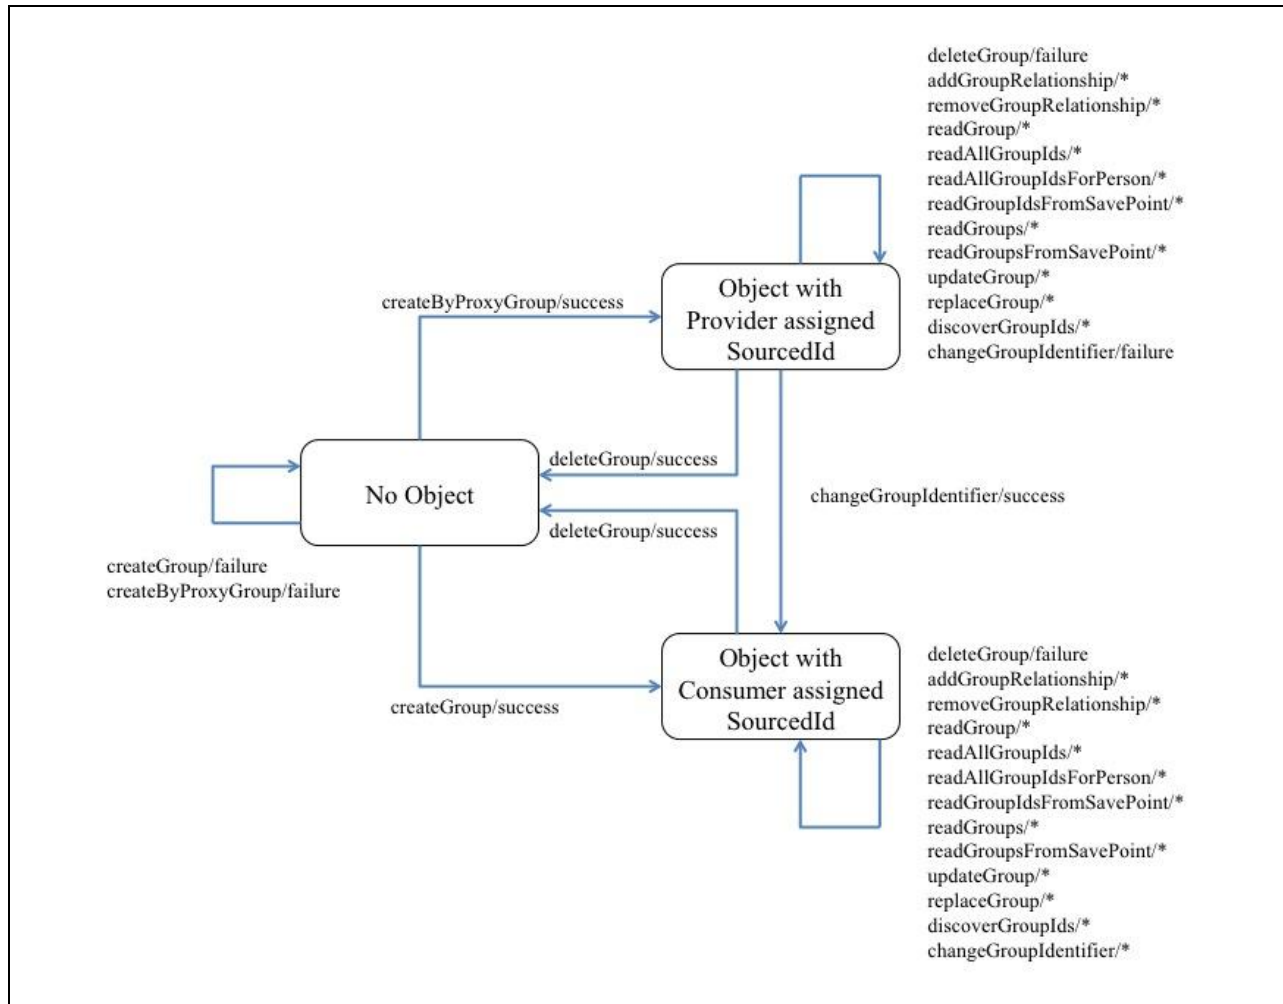 deleteGroup/failure
addGroupRelationship/*
removeGroupRelationship/*
readGroup/*
readAllGroupIds/*
readAllGroupIdsForPerson/*
readGroupIdsFromSavePoint/*
readGroups/*
readGroupsFromSavePoint/*
updateGroup/*
replaceGroup/*
discoverGroupIds/*
changeGroupIdentifier/failure
Object with
Provider assigned
SourcedId
createByProxyGroup/success
deleteGroup/success
No Object
changeGroupIdentifier/success
deleteGroup/success
createGroup/failure
createByProxyGroup/failure
Object with
Consumer assigned
SourcedId
createGroup/success
deleteGroup/failure
addGroupRelationship/*
removeGroupRelationship/*
readGroup/*
readAllGroupIds/*
readAllGroupIdsForPerson/*
readGroupIdsFromSavePoint/*
readGroups/*
readGroupsFromSavePoint/*
updateGroup/*
replaceGroup/*
discoverGroupIds/*
changeGroupIdentifier/*